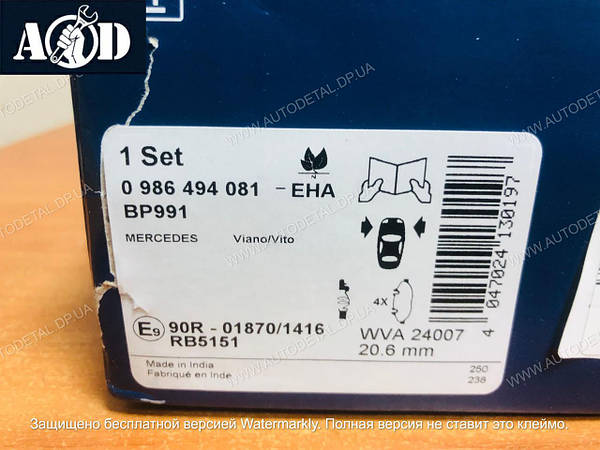 AOD
1 Set
0 986 494 081 - EHA
N
BP991
MERCEDES Viano/Vito
4X
E9 90R - 01870/1416
RB5151
WVA 24007
20.6 mm
4 047024 130197
Made in India
Fabriqué en Inde
250
238
WWW.AUTODETAL.DP.UA
Защищено бесплатной версией Watermarkly. Полная версия не ставит это клеймо.